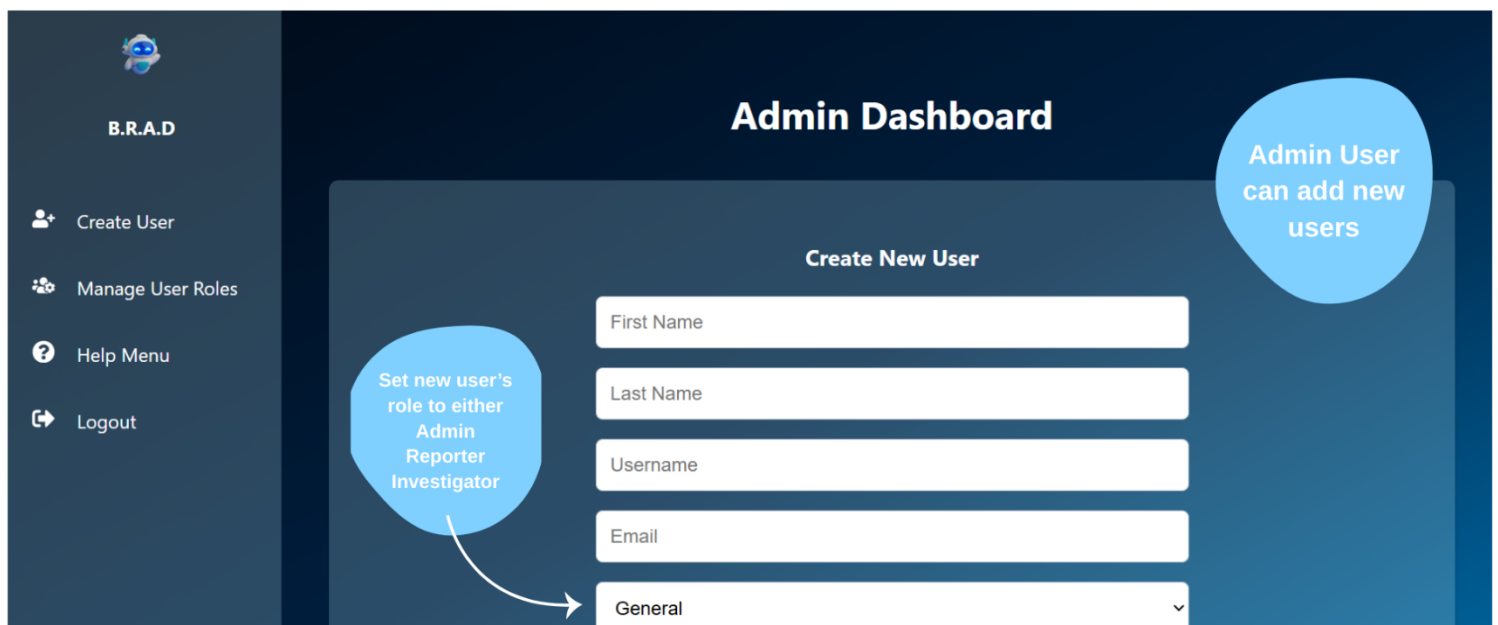 B.R.A.D
Create User
Manage User Roles
Help Menu
Logout
Admin Dashboard
Admin User
can add new
users
Create New User
First Name
Last Name
Username
Email
General
Set new user’s
role to either
Admin
Reporter
Investigator